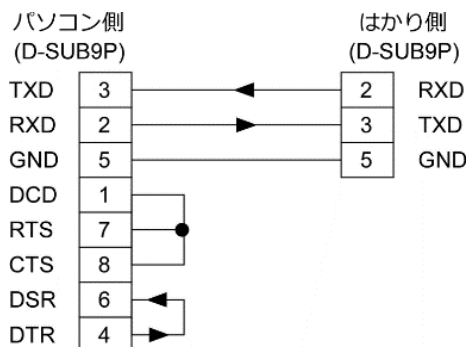 パソコン側 はかり側
(D-SUB9P) (D-SUB9P)
TXD 3 2 RXD
RXD 2 3 TXD
GND 5 5 GND
DCD 1
RTS 7
CTS 8
DSR 6
DTR 4